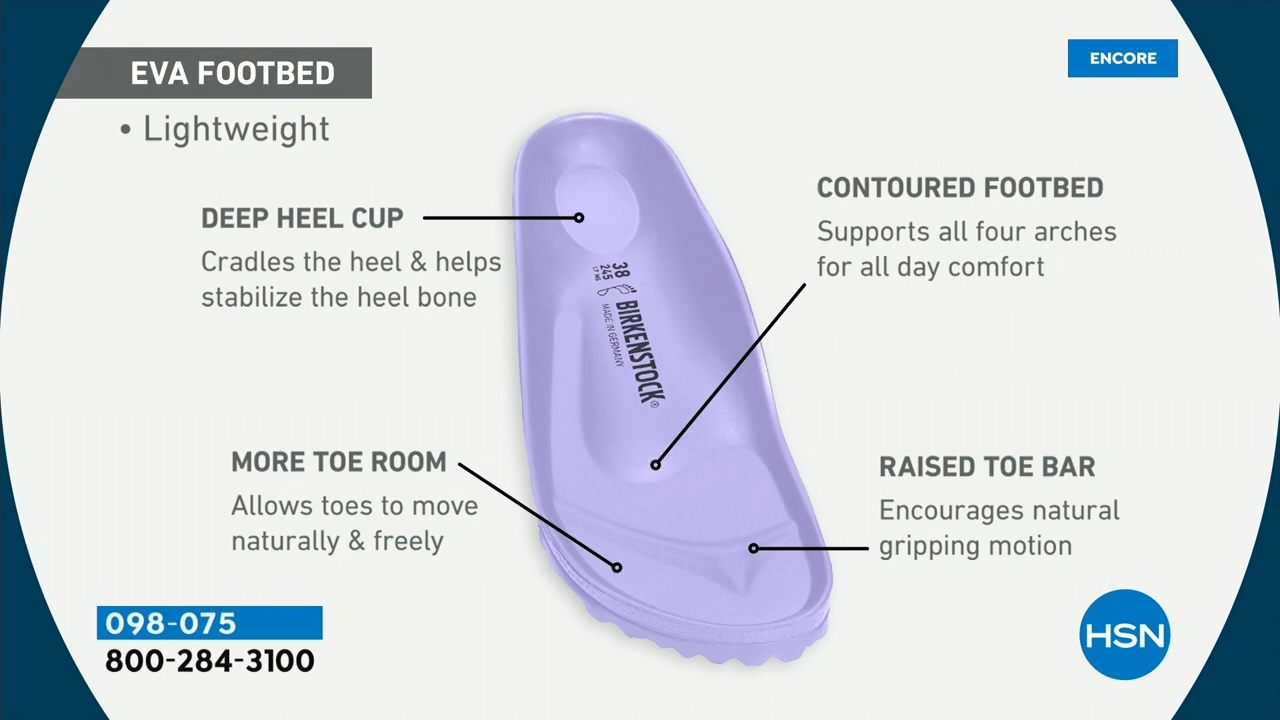 EVA FOOTBED
ENCORE
• Lightweight
DEEP HEEL CUP
Cradles the heel & helps
stabilize the heel bone
CONTOURED FOOTBED
Supports all four arches
for all day comfort
38
245
BIRKENSTOCK®
MADE IN GERMANY
MORE TOE ROOM
Allows toes to move
naturally & freely
RAISED TOE BAR
Encourages natural
gripping motion
098-075
800-284-3100
HSN